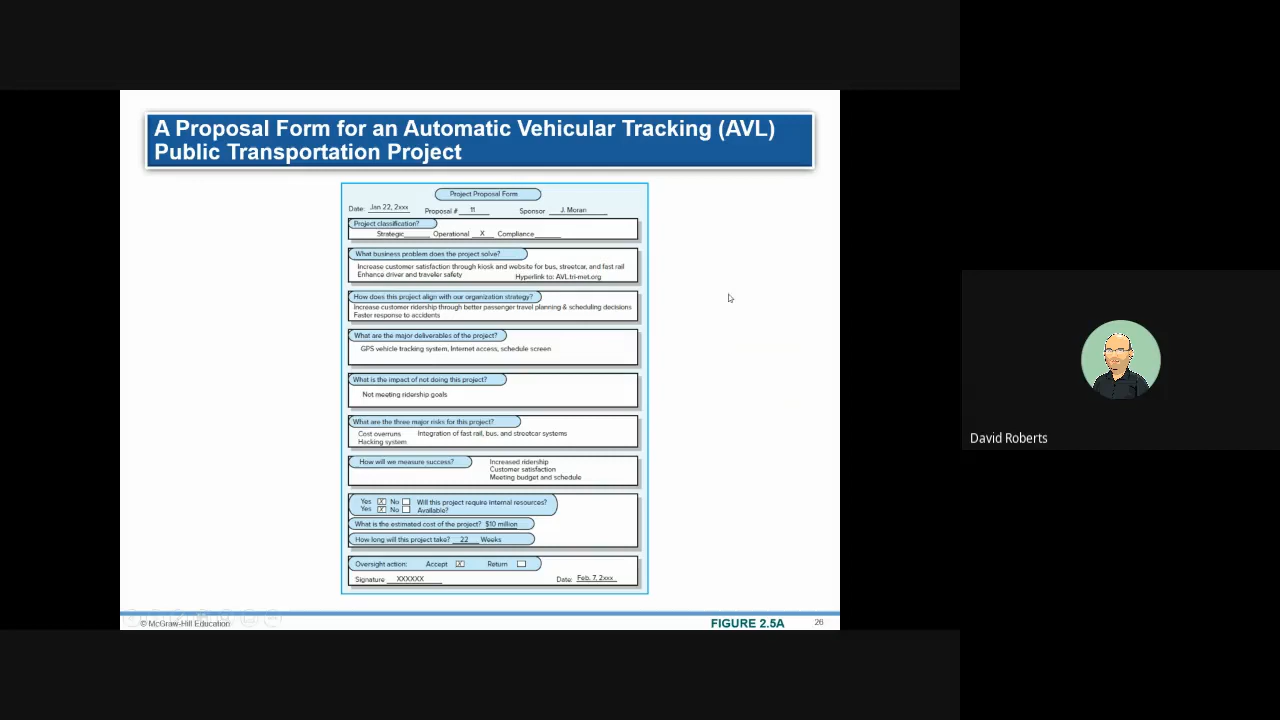 A Proposal Form for an Automatic Vehicular Tracking (AVL)
Public Transportation Project
Project Proposal Form
Date: Jan 22, 2xxx Proposal # 11 Sponsor J. Moran
Project classification?
Strategic______ Operational X Compliance______
What business problem does the project solve?
Increase customer satisfaction through kiosk and website for bus, streetcar, and fast rail
Enhance driver and traveler safety Hyperlink to: AVL.tri-met.org
How does this project align with our organization strategy?
Increase customer ridership through better passenger travel planning & scheduling decisions
Faster response to accidents
What are the major deliverables of the project?
GPS vehicle tracking system, Internet access, schedule screen
What is the impact of not doing this project?
Not meeting ridership goals
What are the three major risks for this project?
Cost overruns Integration of fast rail, bus, and streetcar systems
Hacking system
How will we measure success? Increased ridership
Customer satisfaction
Meeting budget and schedule
Yes X No Will this project require internal resources?
Yes X No Available?
What is the estimated cost of the project? $10 million
How long will this project take? 22 Weeks
Oversight action: Accept X Return
Signature XXXXXX Date: Feb. 7, 2xxx
© McGraw-Hill Education FIGURE 2.5A 26
David Roberts